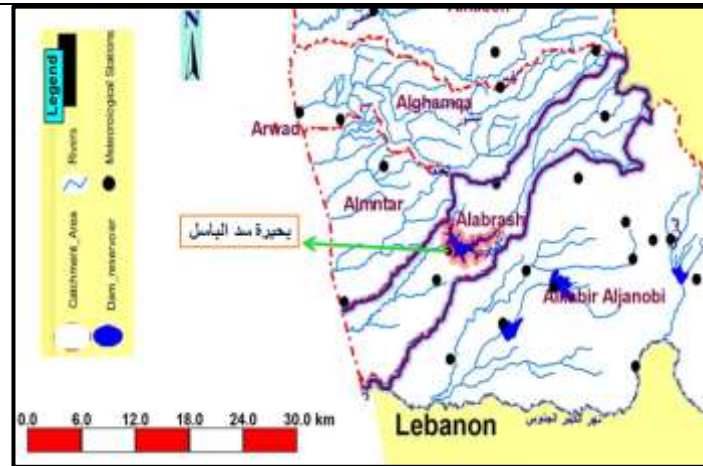 N
Alghamqa
Arwad
Almntar
Alabrash
بحيرة سد الباسل
Alkabir Aljanobi
Legend
Rivers
Meteorological Stations
Catchment_Area
Dam_reservoir
0.0 6.0 12.0 18.0 24.0 30.0 km
Lebanon